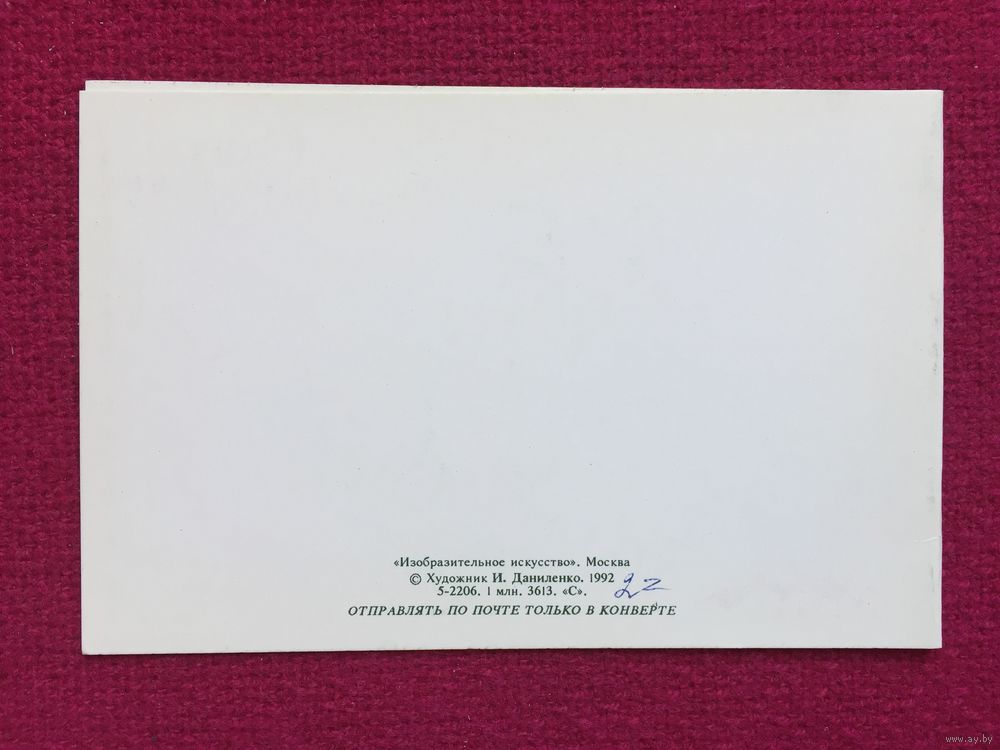 «Изобразительное искусство». Москва
© Художник И. Даниленко. 1992
5-2206. 1 млн. 3613. «С».
ОТПРАВЛЯТЬ ПО ПОЧТЕ ТОЛЬКО В КОНВЕРТЕ
www.ay.by